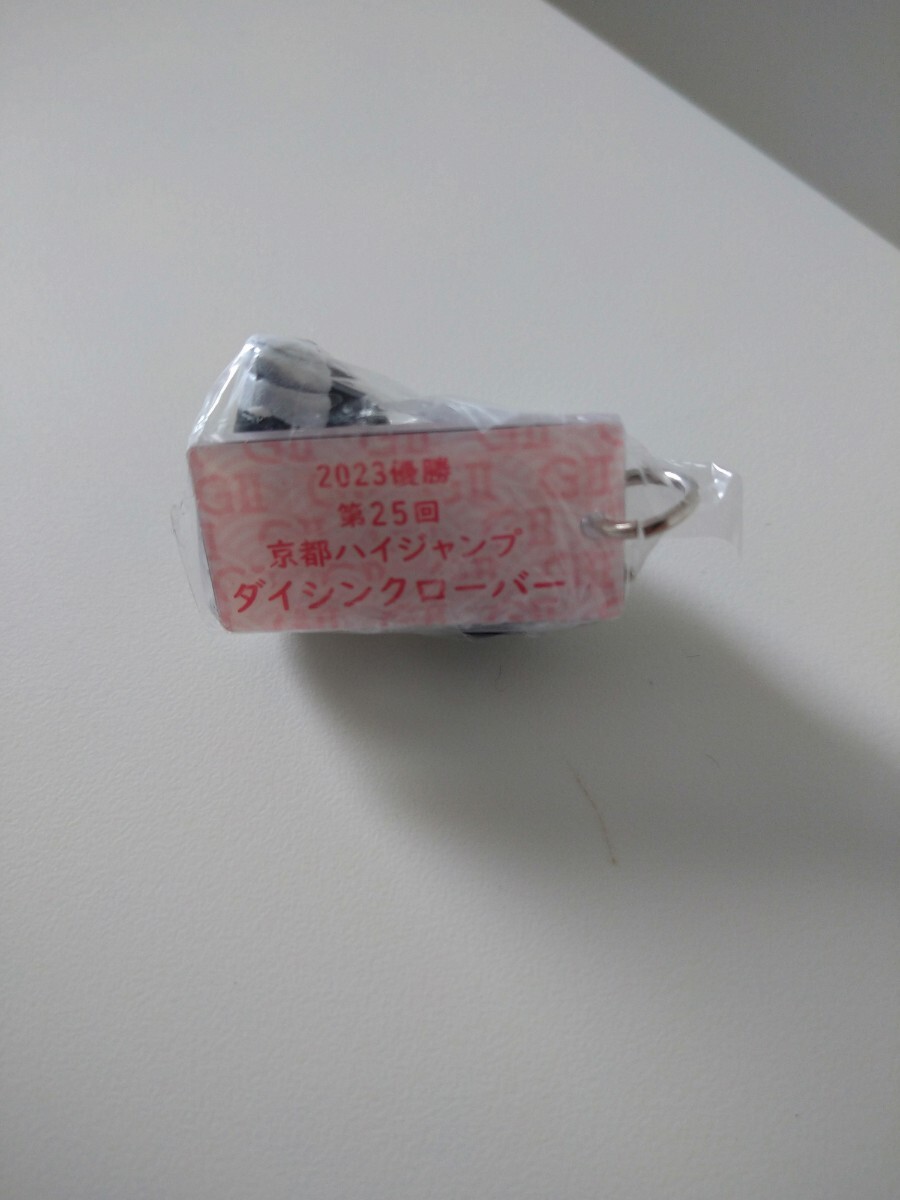 2023優勝
第25回
京都ハイジャンプ
ダイシンクローバー
GII